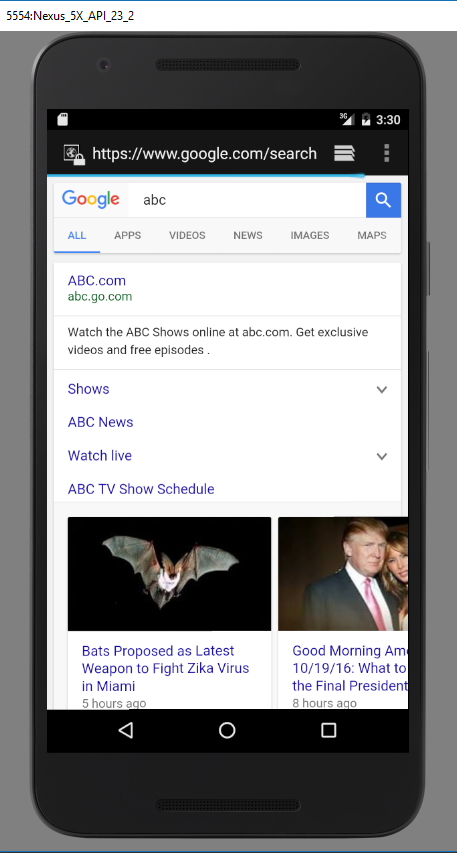 5554:Nexus_5X_API_23_2
3G 3:30
https://www.google.com/search
Google abc
ALL APPS VIDEOS NEWS IMAGES MAPS
ABC.com
abc.go.com
Watch the ABC Shows online at abc.com. Get exclusive
videos and free episodes .
Shows
ABC News
Watch live
ABC TV Show Schedule
Bats Proposed as Latest
Weapon to Fight Zika Virus
in Miami
5 hours ago
Good Morning Ame
10/19/16: What to
the Final President
8 hours ago